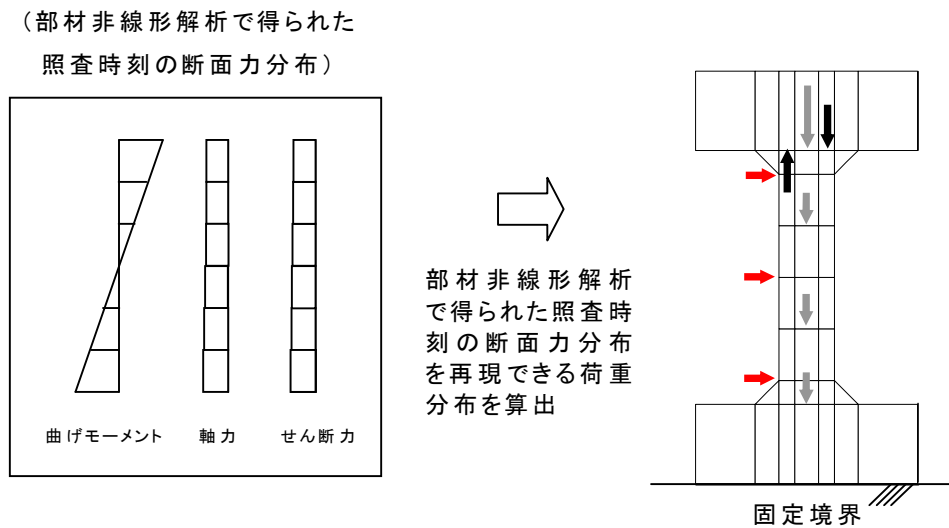 （部材非線形解析で得られた
照査時刻の断面力分布）
曲げモーメント 軸力 せん断力
部材非線形解析
で得られた照査時
刻の断面力分布
を再現できる荷重
分布を算出
固定境界